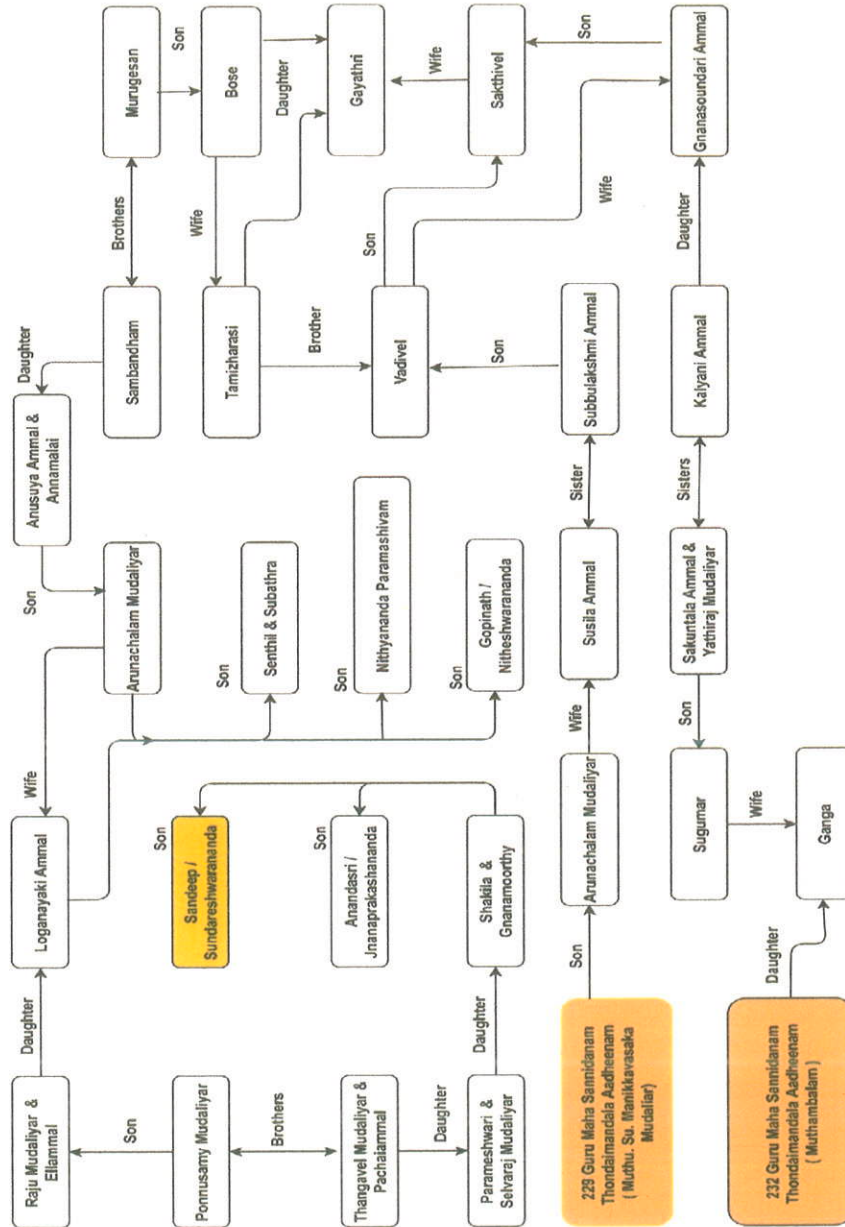 Raju Mudaliyar &
Ellammal
Daughter
Loganayaki Ammal
Wife
Arunachalam Mudaliyar
Son
Anusuya Ammal &
Annamalai
Daughter
Sambandham
Brothers
Murugesan
Son
Bose
Wife
Daughter
Tamizharasi
Gayathri
Brother
Wife
Vadivel
Son
Sakthivel
Wife
Son
Son
Subbulakshmi Ammal
Gnanasoundari Ammal
Son
Ponnusamy Mudaliyar
Brothers
Thangavel Mudaliyar &
Pachaiammal
Daughter
Parameshwari &
Selvaraj Mudaliyar
Daughter
Shakila &
Gnanamoorthy
Son
Sandeep /
Sundareshwarananda
Son
Anandasri /
Jnanaprakashananda
Son
Senthil & Subathra
Son
Nithyananda Paramashivam
Son
Gopinath /
Nitheshwarananda
229 Guru Maha Sannidanam
Thondaimandala Aadheenam
( Muthu. Su. Manikkavasaka
Mudaliar)
Son
Arunachalam Mudaliyar
Wife
Susila Ammal
Sister
232 Guru Maha Sannidanam
Thondaimandala Aadheenam
( Muthambalam )
Daughter
Ganga
Wife
Sugumar
Son
Sakuntala Ammal &
Yathiraj Mudaliyar
Sisters
Kalyani Ammal
Daughter